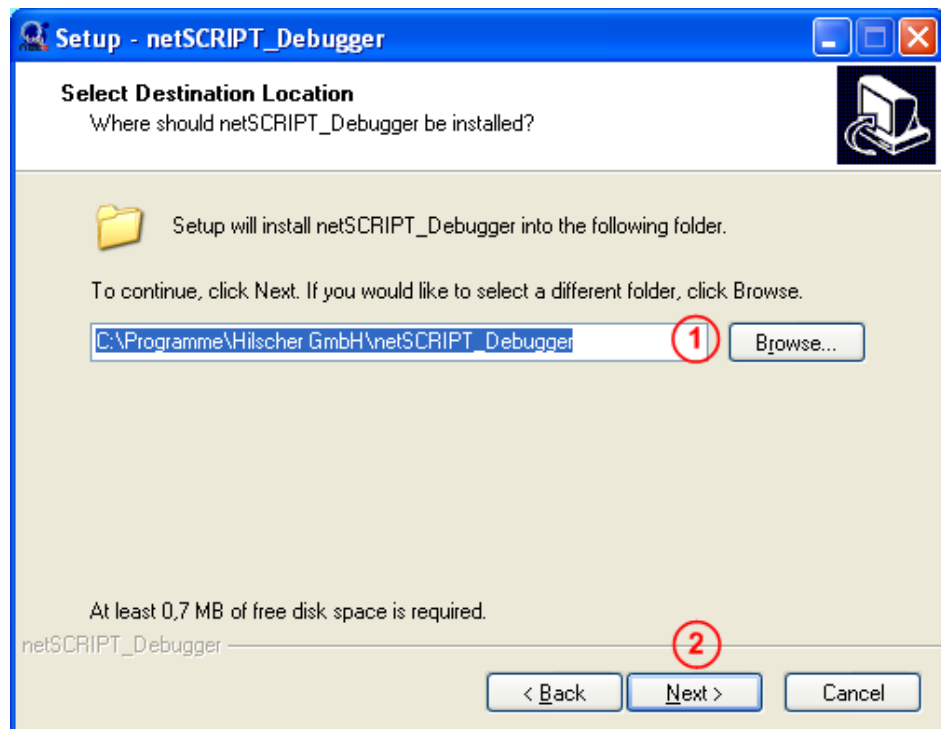 Setup - netSCRIPT_Debugger
Select Destination Location
Where should netSCRIPT_Debugger be installed?
Setup will install netSCRIPT_Debugger into the following folder.
To continue, click Next. If you would like to select a different folder, click Browse.
C:\Programme\Hilscher GmbH\netSCRIPT_Debugger 1 Browse...
At least 0,7 MB of free disk space is required.
netSCRIPT_Debugger 2
< Back Next > Cancel